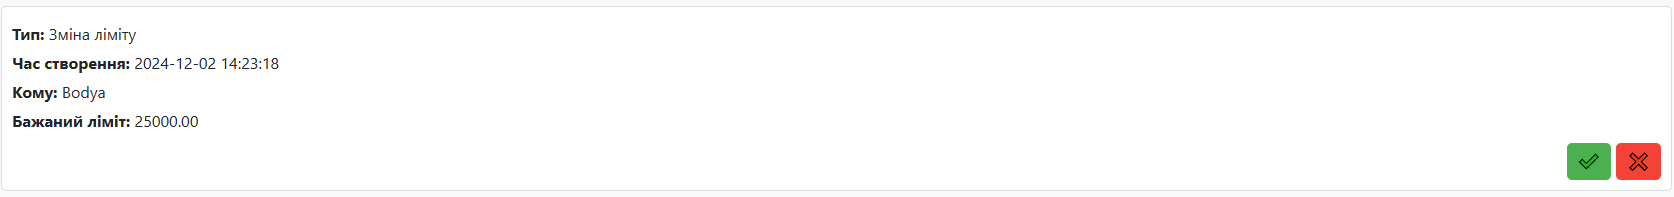 Тип: Зміна ліміту
Час створення: 2024-12-02 14:23:18
Кому: Bodya
Бажаний ліміт: 25000.00